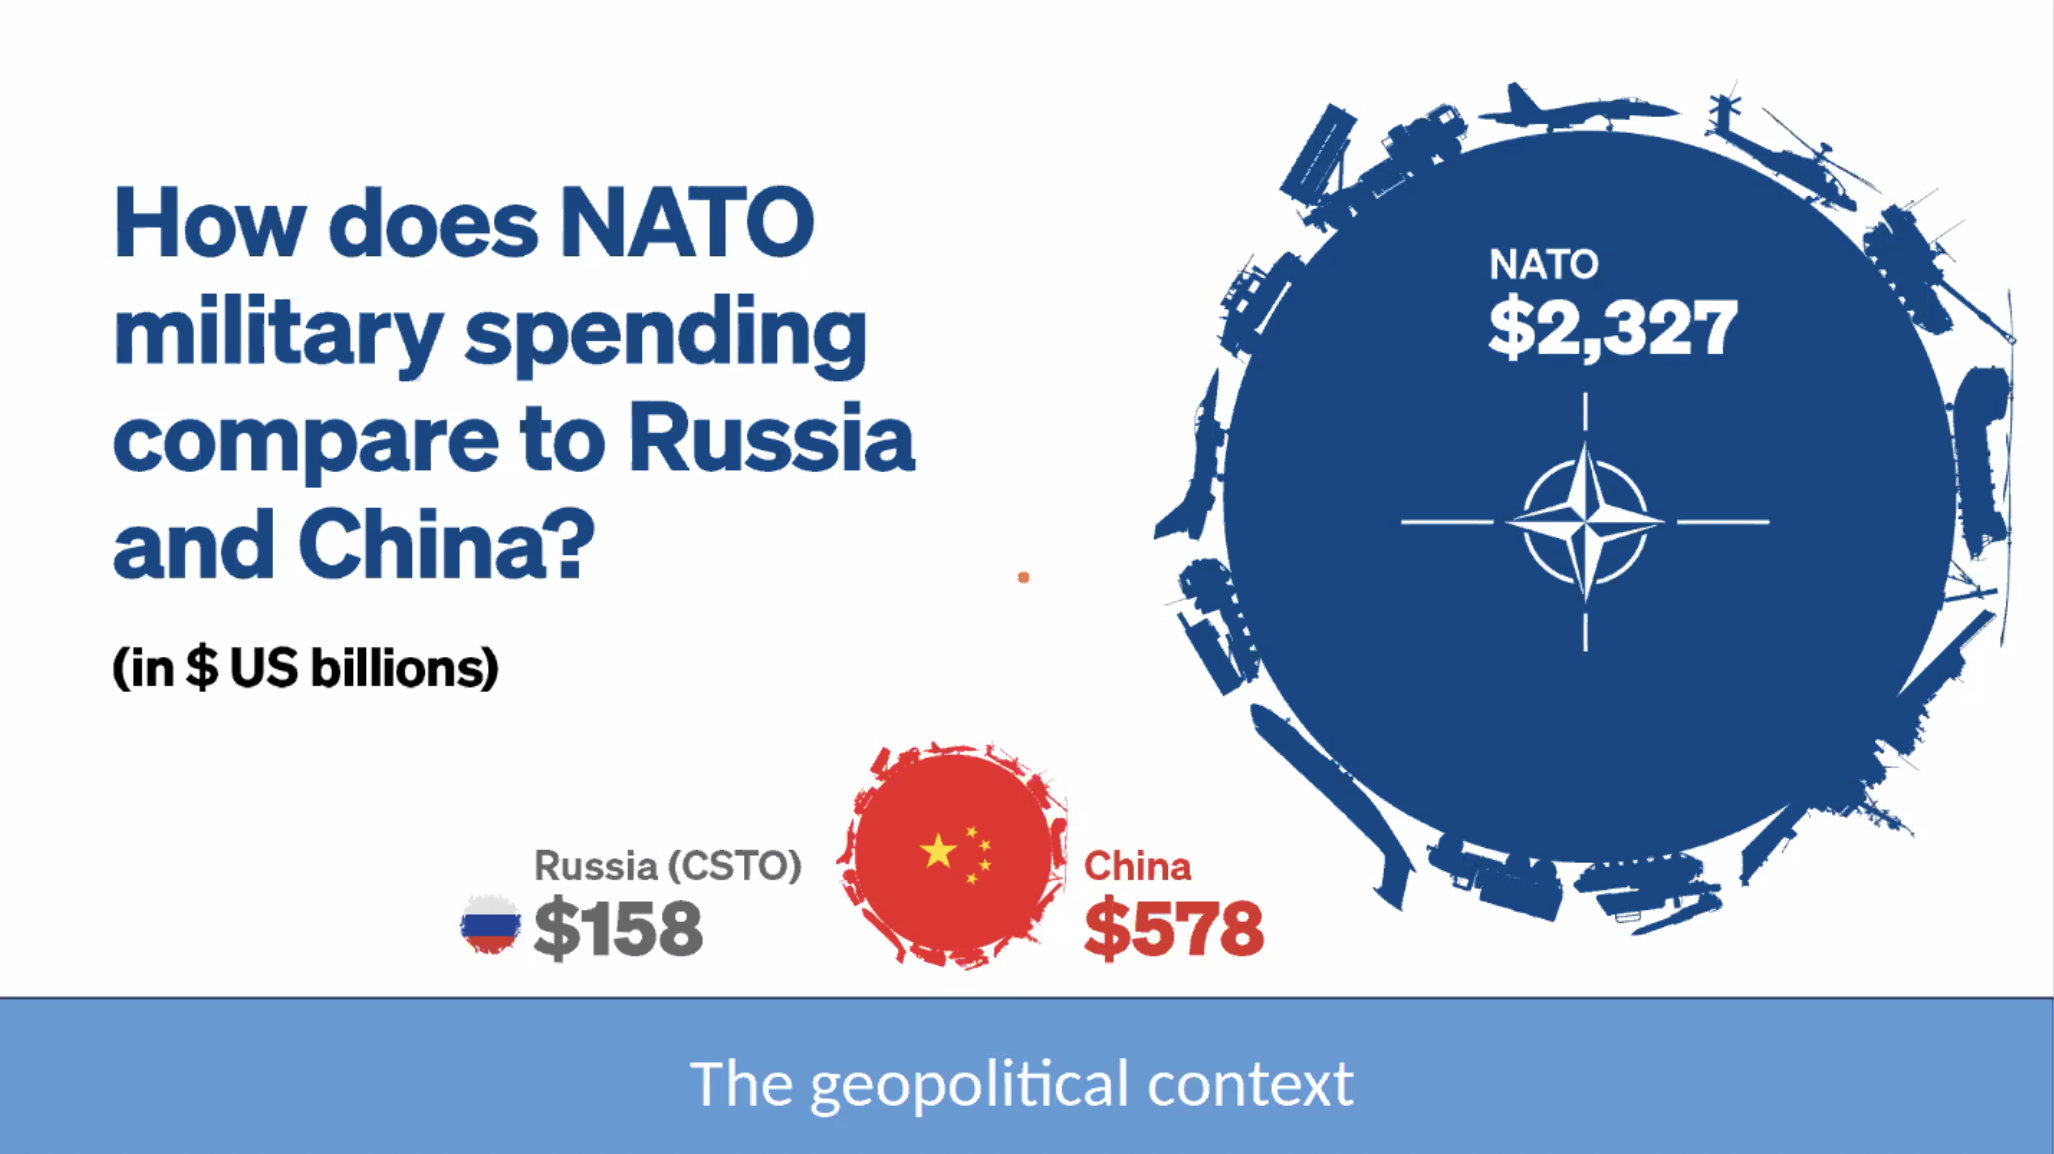 How does NATO
military spending
compare to Russia
and China?
(in $ US billions)
NATO
$2,327
Russia (CSTO)
$158
China
$578
The geopolitical context